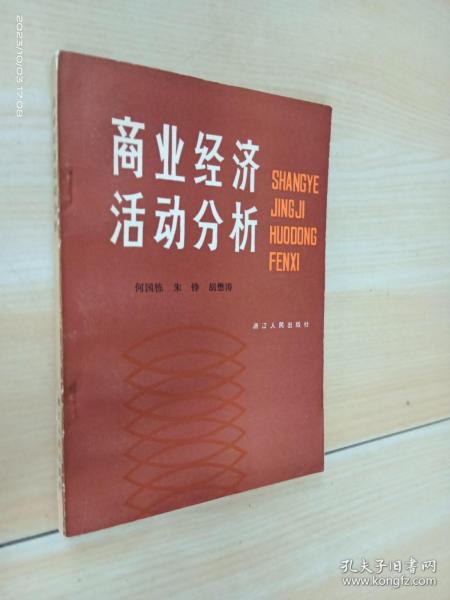 2023/10/03 17:08
商业经济
活动分析
SHANGYE
JINGJI
HUODONG
FENXI
何国栋 朱铮 胡懋涛
浙江人民出版社
孔夫子旧书网
www.kongfz.com